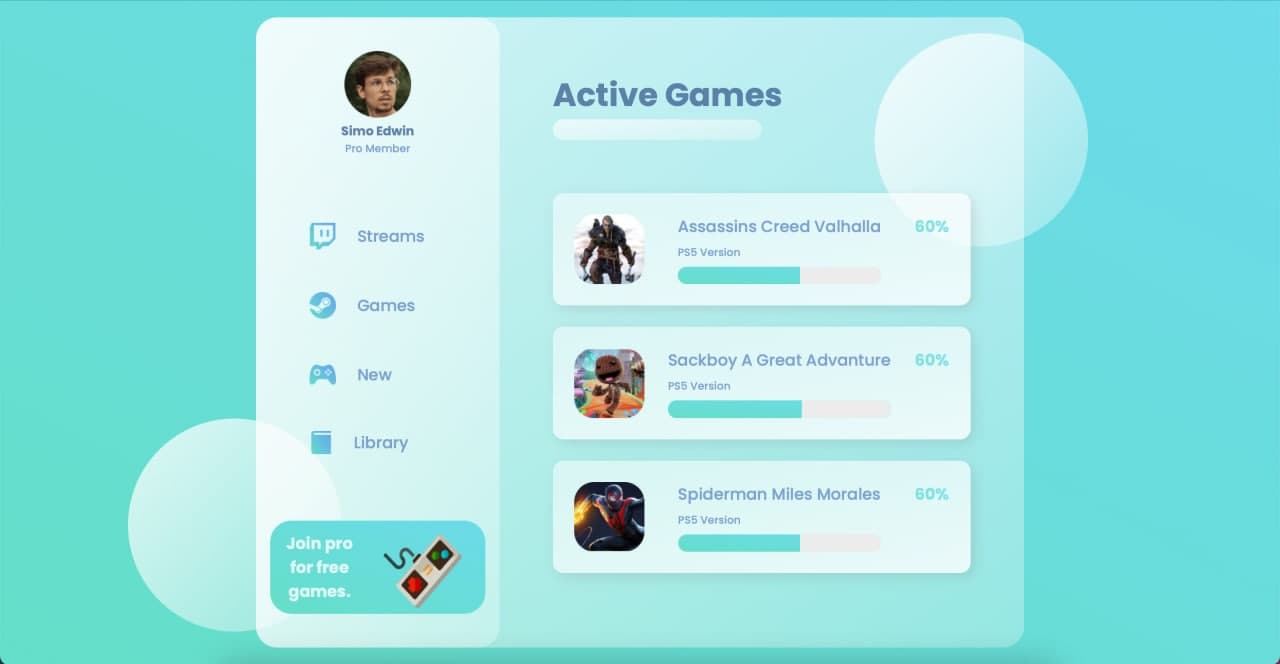 Simo Edwin
Pro Member
Streams
Games
New
Library
Join pro
for free
games.
Active Games
Assassins Creed Valhalla
60%
PS5 Version
Sackboy A Great Advanture
60%
PS5 Version
Spiderman Miles Morales
60%
PS5 Version